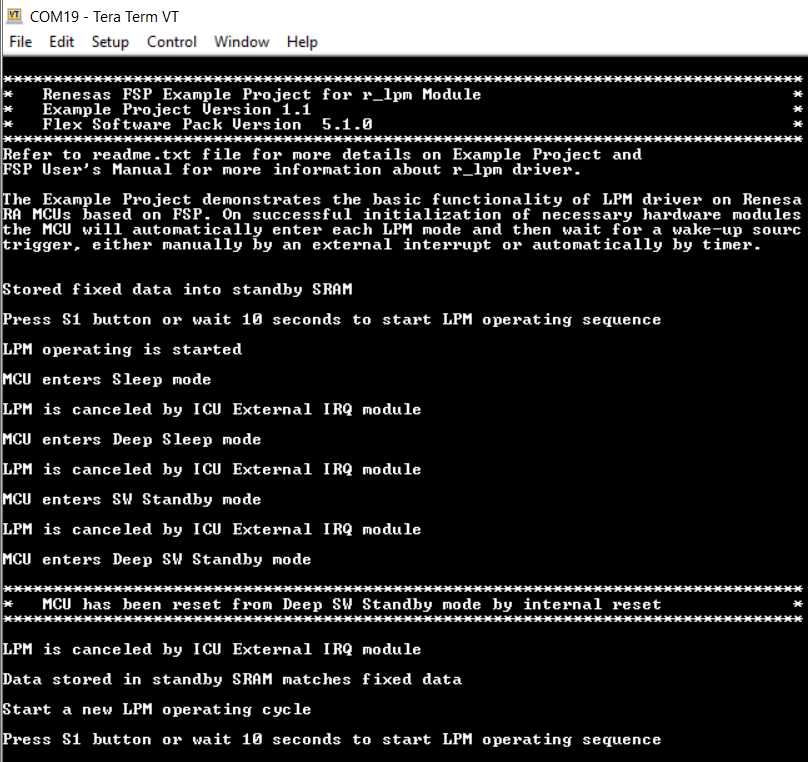 COM19 - Tera Term VT
File Edit Setup Control Window Help
********************************************************************************
* Renesas FSP Example Project for r_lpm Module *
* Example Project Version 1.1 *
* Flex Software Pack Version 5.1.0 *
********************************************************************************
Refer to readme.txt file for more details on Example Project and
FSP User's Manual for more information about r_lpm driver.
The Example Project demonstrates the basic functionality of LPM driver on Renesa
RA MCUs based on FSP. On successful initialization of necessary hardware modules
the MCU will automatically enter each LPM mode and then wait for a wake-up sourc
trigger, either manually by an external interrupt or automatically by timer.
Stored fixed data into standby SRAM
Press S1 button or wait 10 seconds to start LPM operating sequence
LPM operating is started
MCU enters Sleep mode
LPM is canceled by ICU External IRQ module
MCU enters Deep Sleep mode
LPM is canceled by ICU External IRQ module
MCU enters SW Standby mode
LPM is canceled by ICU External IRQ module
MCU enters Deep SW Standby mode
********************************************************************************
* MCU has been reset from Deep SW Standby mode by internal reset *
********************************************************************************
LPM is canceled by ICU External IRQ module
Data stored in standby SRAM matches fixed data
Start a new LPM operating cycle
Press S1 button or wait 10 seconds to start LPM operating sequence